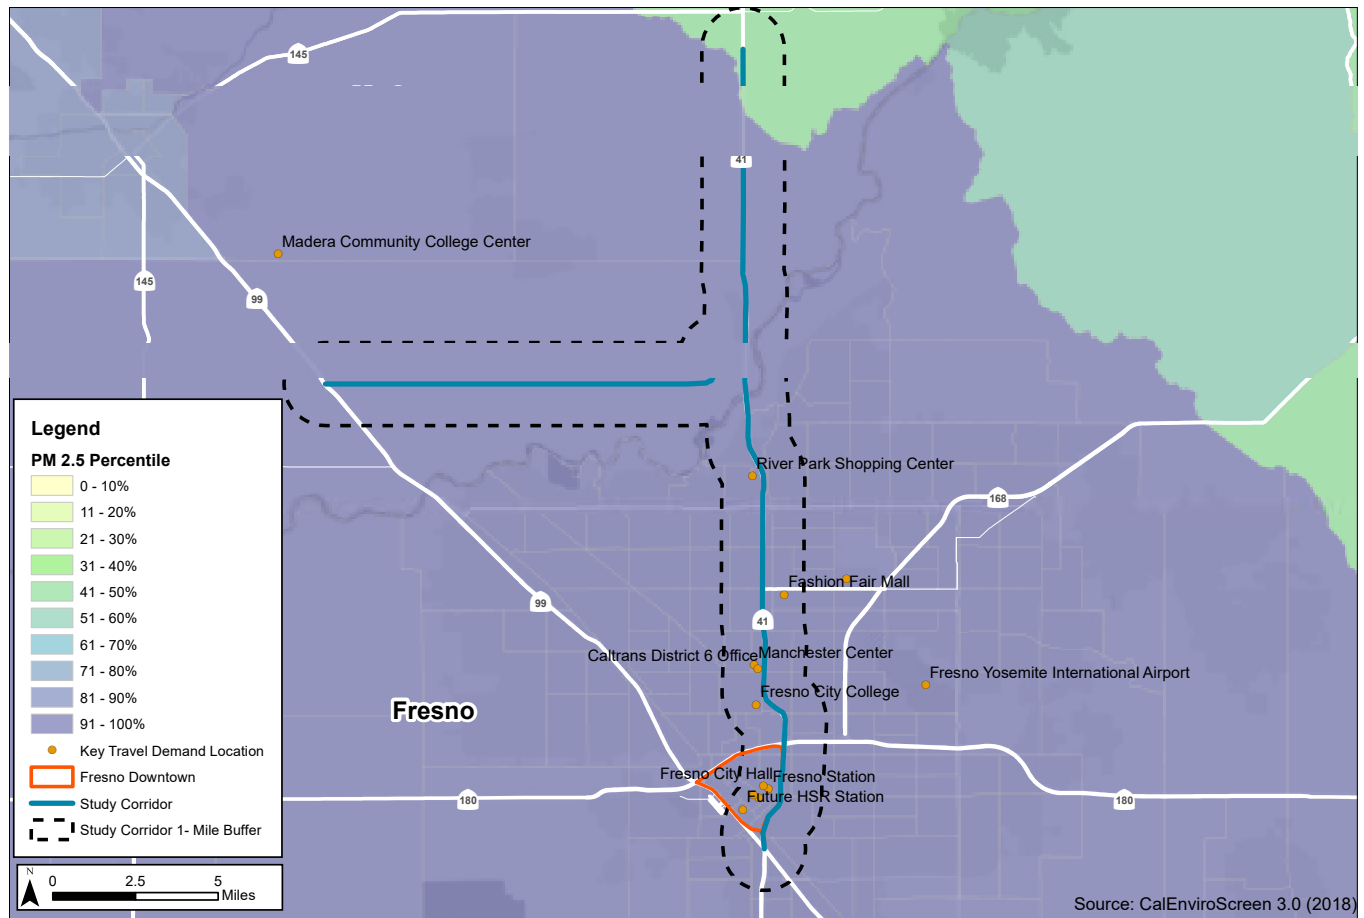 145
41
Madera Community College Center
145
99
Legend
PM 2.5 Percentile
0 - 10%
11 - 20%
21 - 30%
31 - 40%
41 - 50%
51 - 60%
61 - 70%
71 - 80%
81 - 90%
91 - 100%
Key Travel Demand Location
Fresno Downtown
Study Corridor
Study Corridor 1- Mile Buffer
N
0 2.5 5
Miles
River Park Shopping Center
168
Fashion Fair Mall
99
41
Caltrans District 6 Office
Manchester Center
Fresno Yosemite International Airport
Fresno City College
Fresno
Fresno City Hall
Fresno Station
Future HSR Station
180
180
Source: CalEnviroScreen 3.0 (2018)